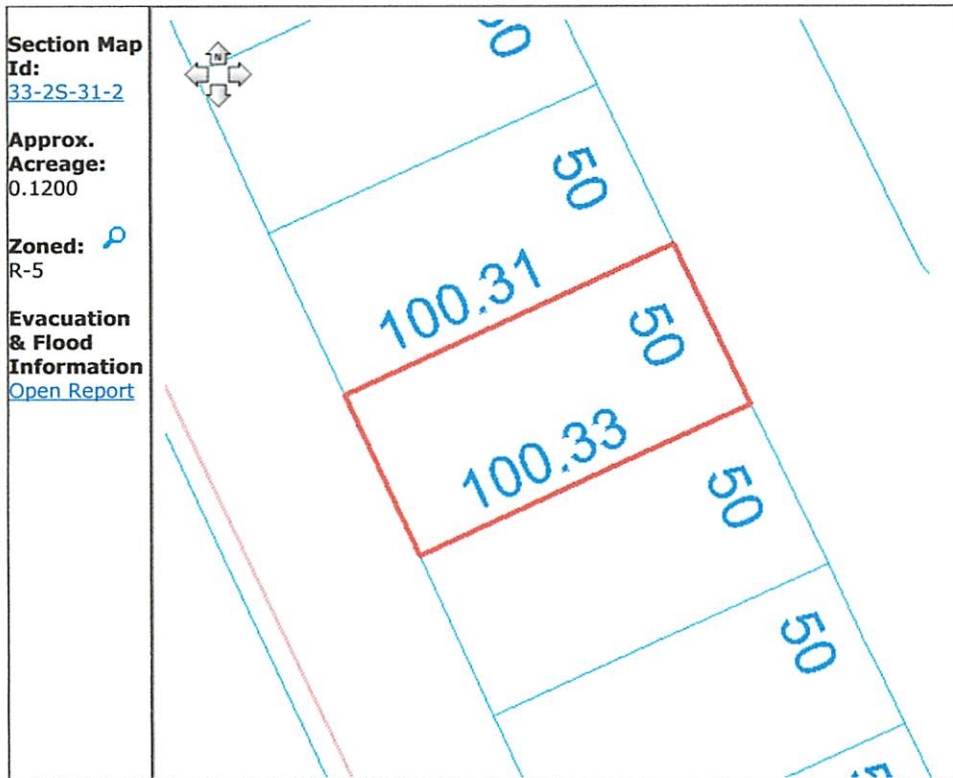 Section Map
Id:
33-2S-31-2
Approx.
Acreage:
0.1200
Zoned:
R-5
Evacuation
& Flood
Information
Open Report
N
50
50
100.31
50
100.33
50
50
50